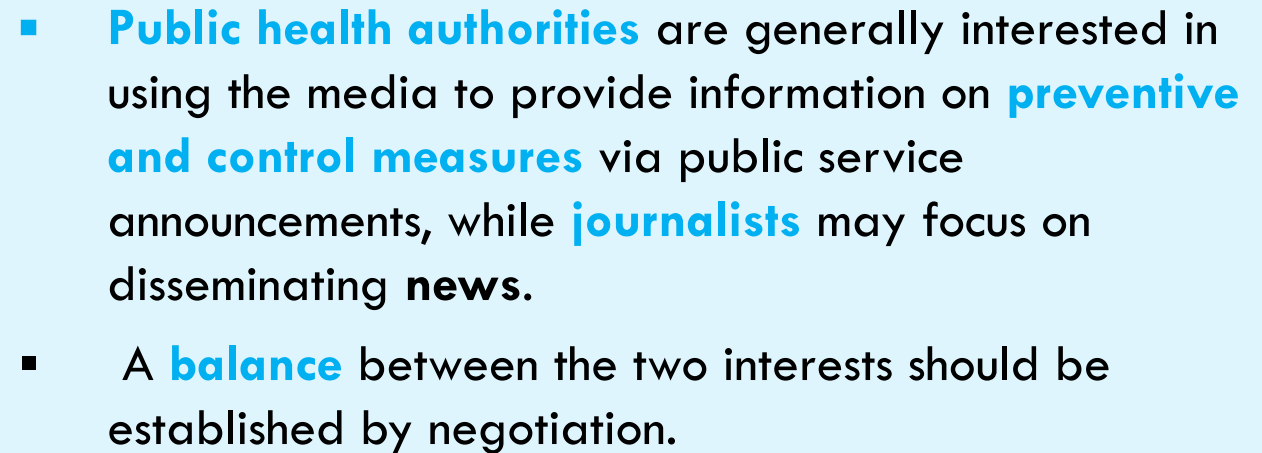 ▪ Public health authorities are generally interested in
using the media to provide information on preventive
and control measures via public service
announcements, while journalists may focus on
disseminating news.
▪ A balance between the two interests should be
established by negotiation.